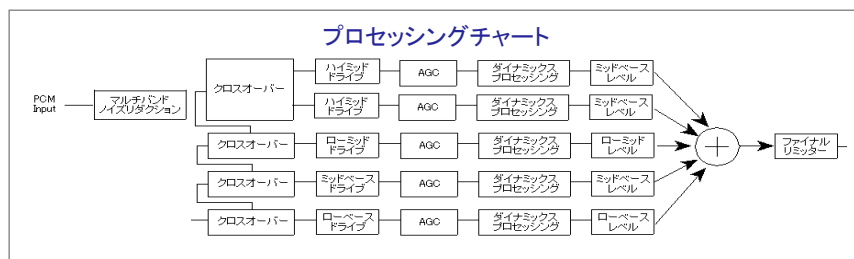 プロセッシングチャート
PCM
Input
マルチバンド
ノイズリダクション
クロスオーバー
ハイミッド
ドライブ
AGC
ダイナミックス
プロセッシング
ミッドベース
レベル
ハイミッド
ドライブ
AGC
ダイナミックス
プロセッシング
ミッドベース
レベル
クロスオーバー
ローミッド
ドライブ
AGC
ダイナミックス
プロセッシング
ローミッド
レベル
クロスオーバー
ミッドベース
ドライブ
AGC
ダイナミックス
プロセッシング
ミッドベース
レベル
クロスオーバー
ローベース
ドライブ
AGC
ダイナミックス
プロセッシング
ローベース
レベル
ファイナル
リミッター